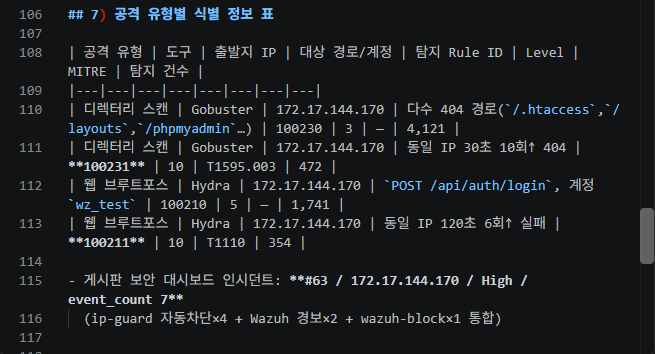 106 ## 7) 공격 유형별 식별 정보 표
107
108 | 공격 유형 | 도구 | 출발지 IP | 대상 경로/계정 | 탐지 Rule ID | Level |
MITRE | 탐지 건수 |
109 |---|---|---|---|---|---|---|---|
110 | 디렉터리 스캔 | Gobuster | 172.17.144.170 | 다수 404 경로(`/.htaccess`,`/
layouts`,`/phpmyadmin`…) | 100230 | 3 | — | 4,121 |
111 | 디렉터리 스캔 | Gobuster | 172.17.144.170 | 동일 IP 30초 10회↑ 404 |
**100231** | 10 | T1595.003 | 472 |
112 | 웹 브루트포스 | Hydra | 172.17.144.170 | `POST /api/auth/login`, 계정
`wz_test` | 100210 | 5 | — | 1,741 |
113 | 웹 브루트포스 | Hydra | 172.17.144.170 | 동일 IP 120초 6회↑ 실패 |
**100211** | 10 | T1110 | 354 |
114
115 - 게시판 보안 대시보드 인시던트: **#63 / 172.17.144.170 / High /
event_count 7**
116 (ip-guard 자동차단×4 + Wazuh 경보×2 + wazuh-block×1 통합)
117